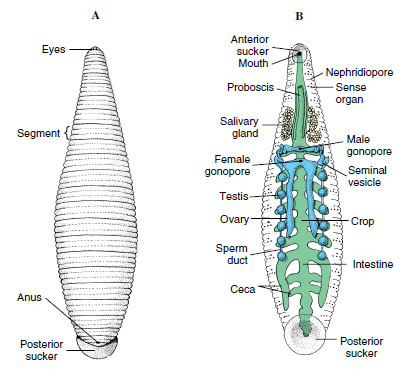 A
Eyes
Segment
Anus
Posterior
sucker
B
Anterior
sucker
Mouth
Nephridiopore
Proboscis
Sense
organ
Salivary
gland
Male
gonopore
Female
gonopore
Seminal
vesicle
Testis
Ovary
Crop
Sperm
duct
Intestine
Ceca
Posterior
sucker